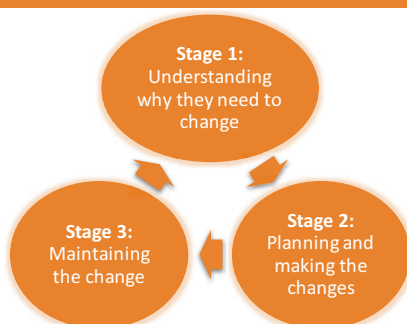 Stage 1:
Understanding
why they need to
change
Stage 2:
Planning and
making the
changes
Stage 3:
Maintaining
the change